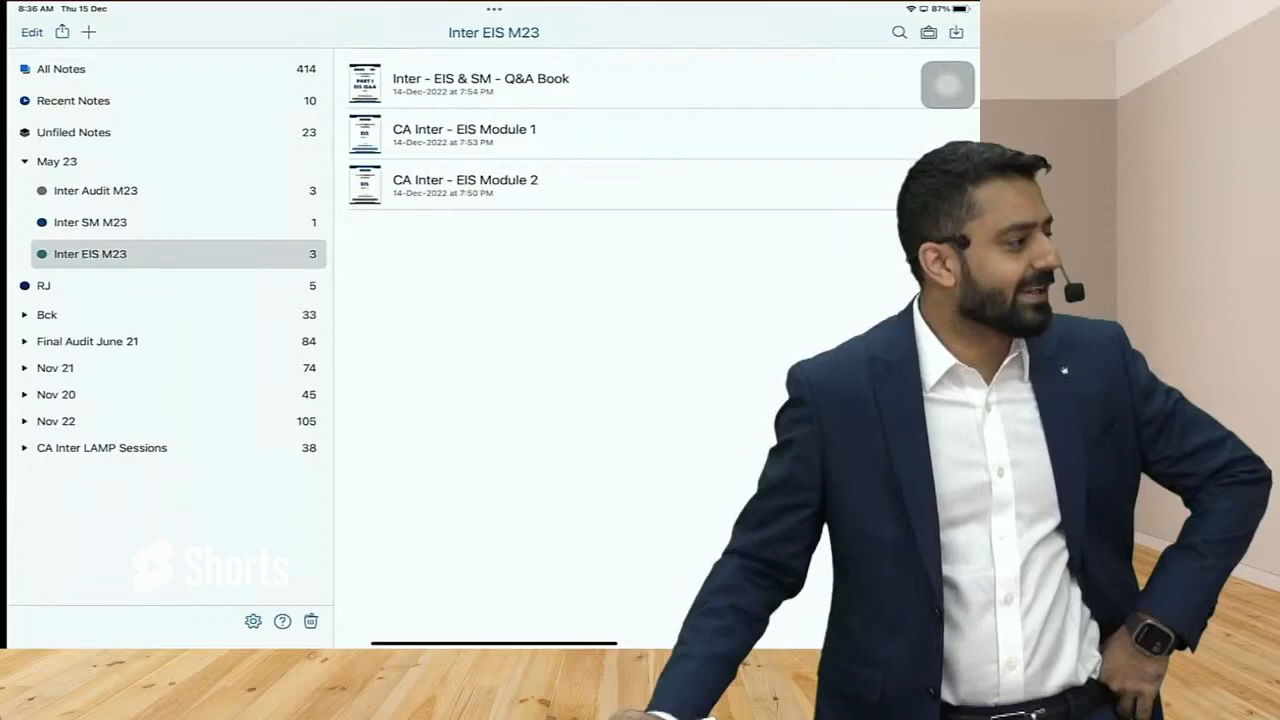 8:36 AM Thu 15 Dec
87%
Edit
Inter EIS M23
All Notes 414
Recent Notes 10
Unfiled Notes 23
May 23
Inter Audit M23 3
Inter SM M23 1
Inter EIS M23 3
RJ 5
Bck 33
Final Audit June 21 84
Nov 21 74
Nov 20 45
Nov 22 105
CA Inter LAMP Sessions 38
Shorts
Inter - EIS & SM - Q&A Book
14-Dec-2022 at 7:54 PM
CA Inter - EIS Module 1
14-Dec-2022 at 7:53 PM
CA Inter - EIS Module 2
14-Dec-2022 at 7:50 PM
PART I
EIS Q&A
EIS
EIS